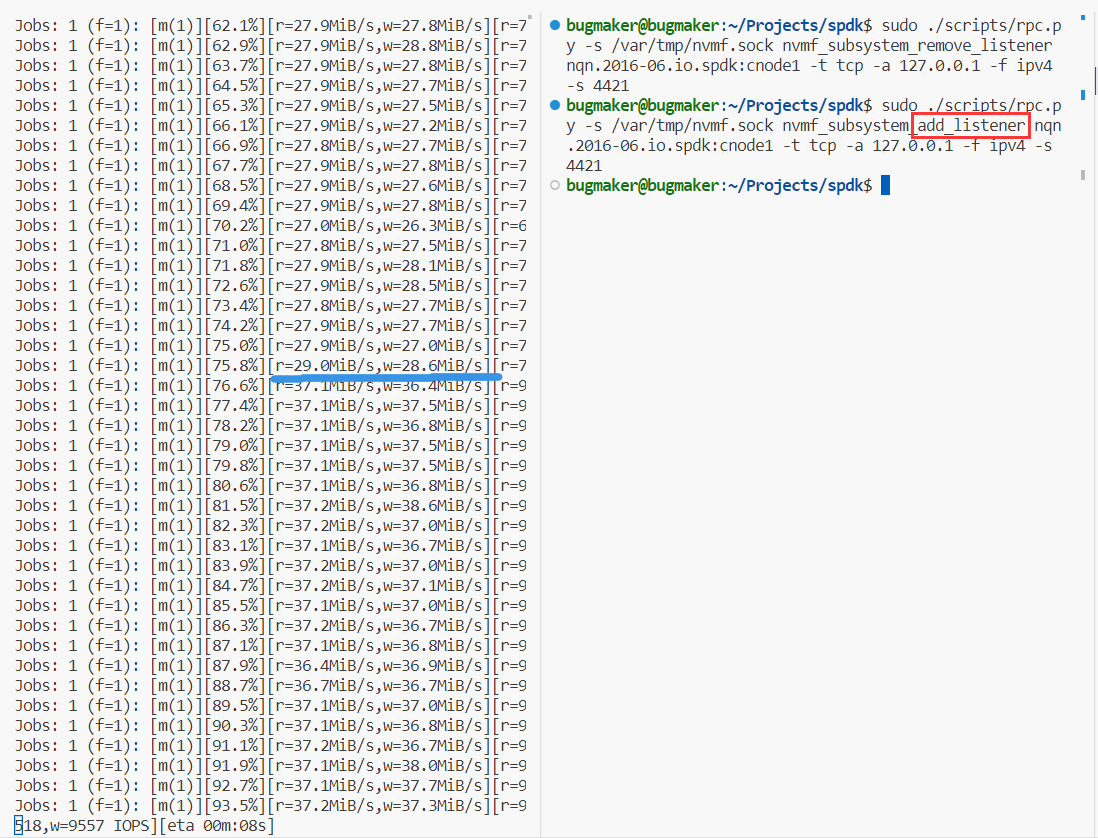 Jobs: 1 (f=1): [m(1)][62.1%][r=27.9MiB/s,w=27.8MiB/s][r=7
Jobs: 1 (f=1): [m(1)][62.9%][r=27.9MiB/s,w=28.8MiB/s][r=7
Jobs: 1 (f=1): [m(1)][63.7%][r=27.9MiB/s,w=27.8MiB/s][r=7
Jobs: 1 (f=1): [m(1)][64.5%][r=27.9MiB/s,w=27.7MiB/s][r=7
Jobs: 1 (f=1): [m(1)][65.3%][r=27.9MiB/s,w=27.5MiB/s][r=7
Jobs: 1 (f=1): [m(1)][66.1%][r=27.9MiB/s,w=27.2MiB/s][r=7
Jobs: 1 (f=1): [m(1)][66.9%][r=27.8MiB/s,w=27.7MiB/s][r=7
Jobs: 1 (f=1): [m(1)][67.7%][r=27.9MiB/s,w=28.1MiB/s][r=7
Jobs: 1 (f=1): [m(1)][68.5%][r=27.9MiB/s,w=27.6MiB/s][r=7
Jobs: 1 (f=1): [m(1)][69.4%][r=27.9MiB/s,w=27.8MiB/s][r=7
Jobs: 1 (f=1): [m(1)][70.2%][r=27.0MiB/s,w=26.3MiB/s][r=6
Jobs: 1 (f=1): [m(1)][71.0%][r=27.8MiB/s,w=27.5MiB/s][r=7
Jobs: 1 (f=1): [m(1)][71.8%][r=27.9MiB/s,w=28.1MiB/s][r=7
Jobs: 1 (f=1): [m(1)][72.6%][r=27.9MiB/s,w=28.5MiB/s][r=7
Jobs: 1 (f=1): [m(1)][73.4%][r=27.8MiB/s,w=27.7MiB/s][r=7
Jobs: 1 (f=1): [m(1)][74.2%][r=27.9MiB/s,w=27.7MiB/s][r=7
Jobs: 1 (f=1): [m(1)][75.0%][r=27.9MiB/s,w=27.0MiB/s][r=7
Jobs: 1 (f=1): [m(1)][75.8%][r=29.0MiB/s,w=28.6MiB/s][r=7
Jobs: 1 (f=1): [m(1)][76.6%][r=37.1MiB/s,w=36.4MiB/s][r=9
Jobs: 1 (f=1): [m(1)][77.4%][r=37.1MiB/s,w=37.5MiB/s][r=9
Jobs: 1 (f=1): [m(1)][78.2%][r=37.1MiB/s,w=36.8MiB/s][r=9
Jobs: 1 (f=1): [m(1)][79.0%][r=37.1MiB/s,w=37.5MiB/s][r=9
Jobs: 1 (f=1): [m(1)][79.8%][r=37.1MiB/s,w=37.5MiB/s][r=9
Jobs: 1 (f=1): [m(1)][80.6%][r=37.1MiB/s,w=36.8MiB/s][r=9
Jobs: 1 (f=1): [m(1)][81.5%][r=37.2MiB/s,w=38.6MiB/s][r=9
Jobs: 1 (f=1): [m(1)][82.3%][r=37.2MiB/s,w=37.0MiB/s][r=9
Jobs: 1 (f=1): [m(1)][83.1%][r=37.1MiB/s,w=36.7MiB/s][r=9
Jobs: 1 (f=1): [m(1)][83.9%][r=37.2MiB/s,w=37.0MiB/s][r=9
Jobs: 1 (f=1): [m(1)][84.7%][r=37.2MiB/s,w=37.1MiB/s][r=9
Jobs: 1 (f=1): [m(1)][85.5%][r=37.1MiB/s,w=37.0MiB/s][r=9
Jobs: 1 (f=1): [m(1)][86.3%][r=37.2MiB/s,w=36.7MiB/s][r=9
Jobs: 1 (f=1): [m(1)][87.1%][r=37.1MiB/s,w=36.8MiB/s][r=9
Jobs: 1 (f=1): [m(1)][87.9%][r=36.4MiB/s,w=36.9MiB/s][r=9
Jobs: 1 (f=1): [m(1)][88.7%][r=36.7MiB/s,w=36.7MiB/s][r=9
Jobs: 1 (f=1): [m(1)][89.5%][r=37.1MiB/s,w=37.0MiB/s][r=9
Jobs: 1 (f=1): [m(1)][90.3%][r=37.1MiB/s,w=36.8MiB/s][r=9
Jobs: 1 (f=1): [m(1)][91.1%][r=37.2MiB/s,w=36.7MiB/s][r=9
Jobs: 1 (f=1): [m(1)][91.9%][r=37.1MiB/s,w=38.0MiB/s][r=9
Jobs: 1 (f=1): [m(1)][92.7%][r=37.1MiB/s,w=37.7MiB/s][r=9
Jobs: 1 (f=1): [m(1)][93.5%][r=37.2MiB/s,w=37.3MiB/s][r=9
518,w=9557 IOPS][eta 00m:08s]
bugmaker@bugmaker:~/Projects/spdk$ sudo ./scripts/rpc.p
y -s /var/tmp/nvmf.sock nvmf_subsystem_remove_listener
nqn.2016-06.io.spdk:cnode1 -t tcp -a 127.0.0.1 -f ipv4
-s 4421
bugmaker@bugmaker:~/Projects/spdk$ sudo ./scripts/rpc.p
y -s /var/tmp/nvmf.sock nvmf_subsystem_add_listener nqn
.2016-06.io.spdk:cnode1 -t tcp -a 127.0.0.1 -f ipv4 -s
4421
bugmaker@bugmaker:~/Projects/spdk$